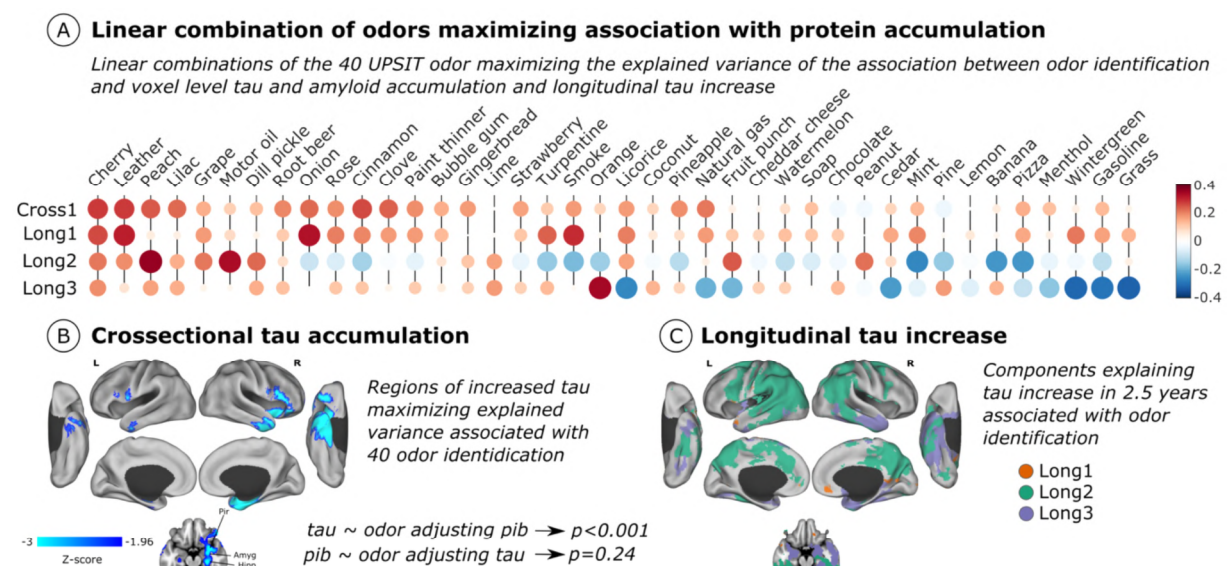 A Linear combination of odors maximizing association with protein accumulation
Linear combinations of the 40 UPSIT odor maximizing the explained variance of the association between odor identification
and voxel level tau and amyloid accumulation and longitudinal tau increase
Cherry
Leather
Peach
Lilac
Grape
Motor oil
Dill pickle
Root beer
Onion
Rose
Cinnamon
Clove
Paint thinner
Bubble gum
Gingerbread
Lime
Strawberry
Turpentine
Smoke
Orange
Licorice
Coconut
Pineapple
Natural gas
Fruit punch
Cheddar cheese
Watermelon
Soap
Chocolate
Peanut
Cedar
Mint
Pine
Lemon
Banana
Pizza
Menthol
Wintergreen
Gasoline
Grass
Cross1
Long1
Long2
Long3
0.4
0.2
0
-0.2
-0.4
B Crossectional tau accumulation
L R
Regions of increased tau
maximizing explained
variance associated with
40 odor identidication
Pir
Amyg
Hipp
-3 -1.96
Z-score
tau ~ odor adjusting pib → p<0.001
pib ~ odor adjusting tau → p=0.24
C Longitudinal tau increase
L R
Components explaining
tau increase in 2.5 years
associated with odor
identification
Long1
Long2
Long3